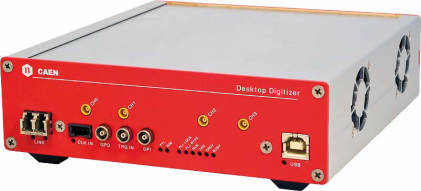 CAEN
Desktop Digitizer
CH0
CH1
CH2
CH3
LINK
CLK IN
GPO
TRG IN
GPI
USB